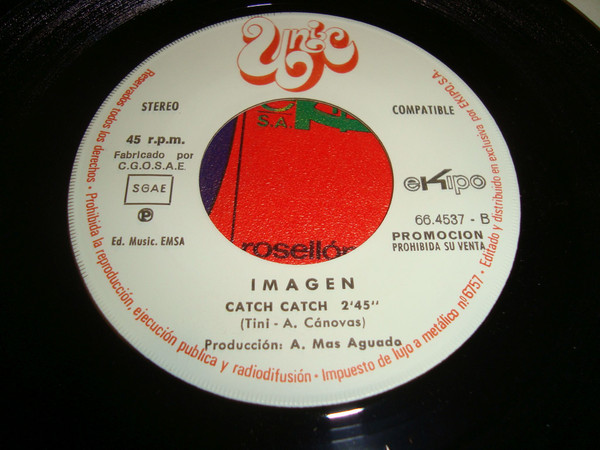 Unic
STEREO
COMPATIBLE
45 r.p.m.
Fabricado por
C.G.O.S.A.E.
SGAE
P
Ed. Music. EMSA
eKipo
66.4537 - B
PROMOCION
PROHIBIDA SU VENTA
S.A.
rosellón
IMAGEN
CATCH CATCH 2'45"
(Tini - A. Cánovas)
Producción: A. Mas Aguado
Reservados todos los derechos • Prohibida la reproducción, ejecución publica y radiodifusión • Impuesto de lujo a metálico nº 6757 • Editado y distribuido en exclusiva por EKIPO, S.A.